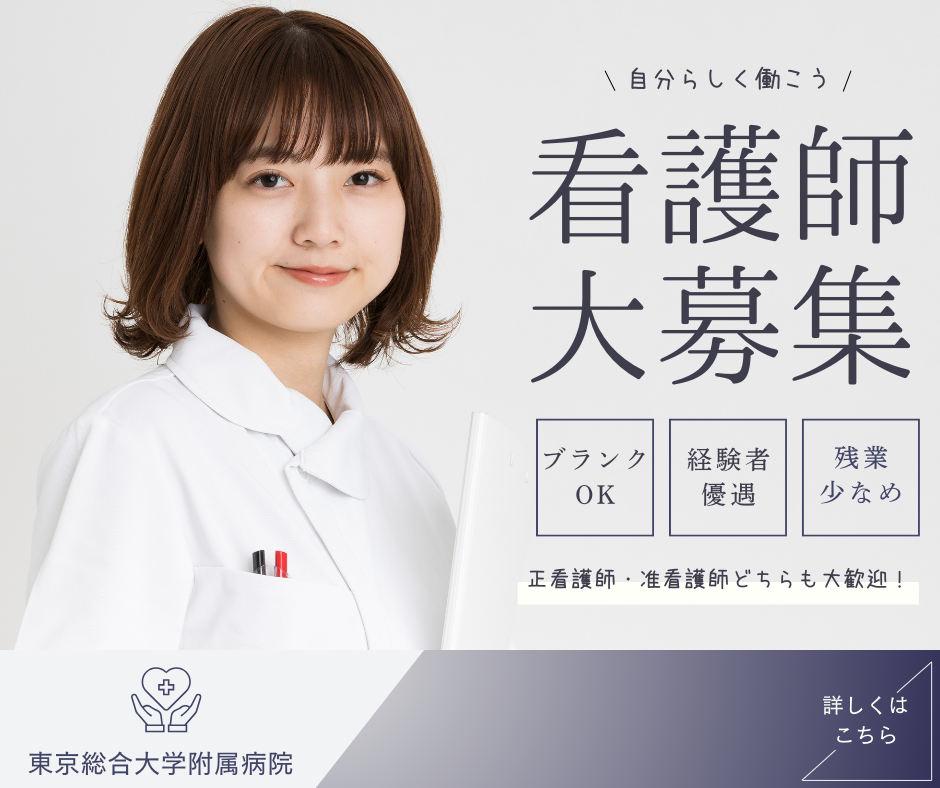 \ 自分らしく働こう /
看護師
大募集
ブランク
OK
経験者
優遇
残業
少なめ
正看護師・准看護師どちらも大歓迎！
東京総合大学附属病院
詳しくは
こちら